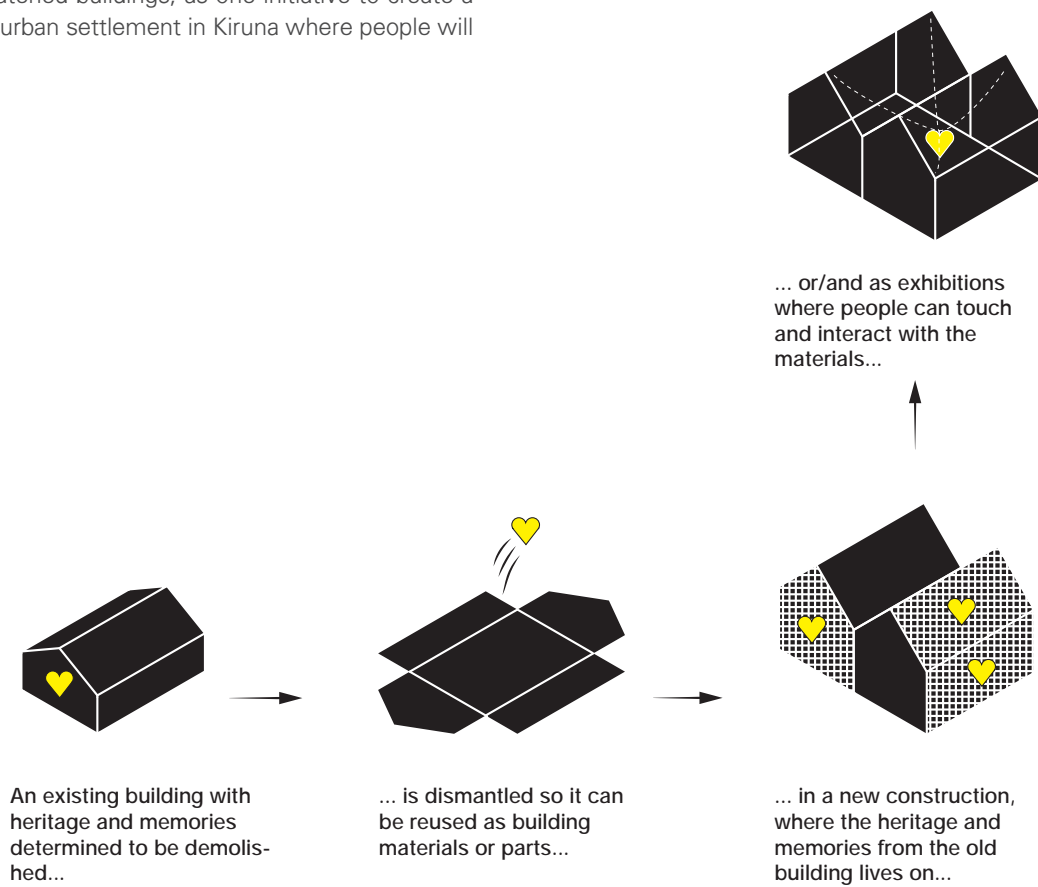 urban settlement in Kiruna where people will
... or/and as exhibitions
where people can touch
and interact with the
materials...
An existing building with
heritage and memories
determined to be demolis-
hed...
... is dismantled so it can
be reused as building
materials or parts...
... in a new construction,
where the heritage and
memories from the old
building lives on...